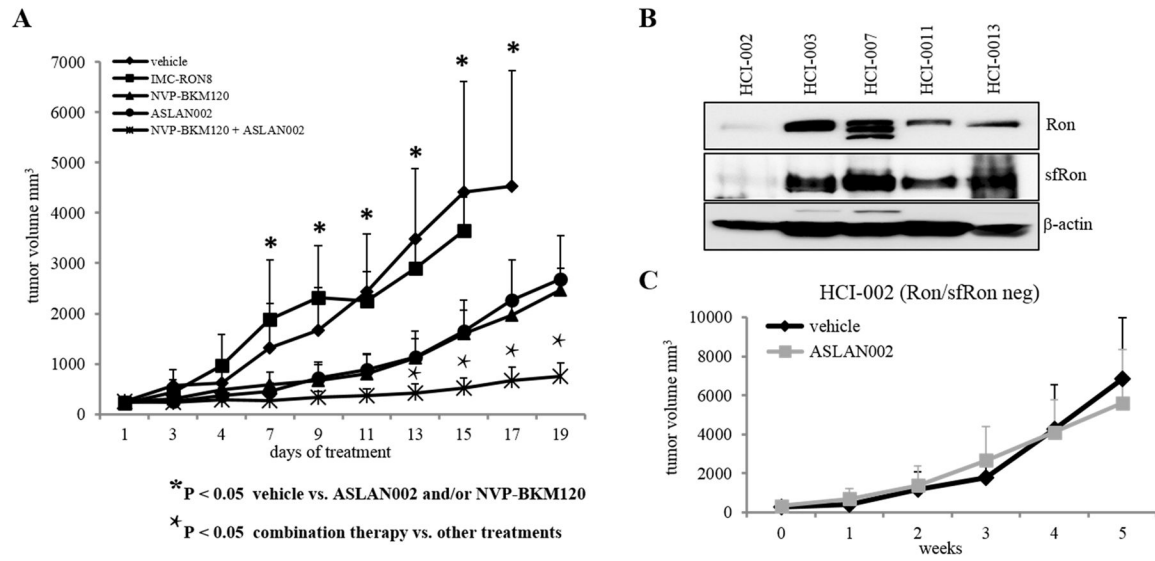 A
vehicle
IMC-RON8
NVP-BKM120
ASLAN002
NVP-BKM120 + ASLAN002
7000
6000
5000
4000
3000
2000
1000
0
tumor volume mm³
* * * * * *
1 3 4 7 9 11 13 15 17 19
days of treatment
*P < 0.05 vehicle vs. ASLAN002 and/or NVP-BKM120
⚹P < 0.05 combination therapy vs. other treatments
B
HCI-002 HCI-003 HCI-007 HCI-0011 HCI-0013
Ron
sfRon
β-actin
C
HCI-002 (Ron/sfRon neg)
vehicle
ASLAN002
10000
8000
6000
4000
2000
0
tumor volume mm³
0 1 2 3 4 5
weeks